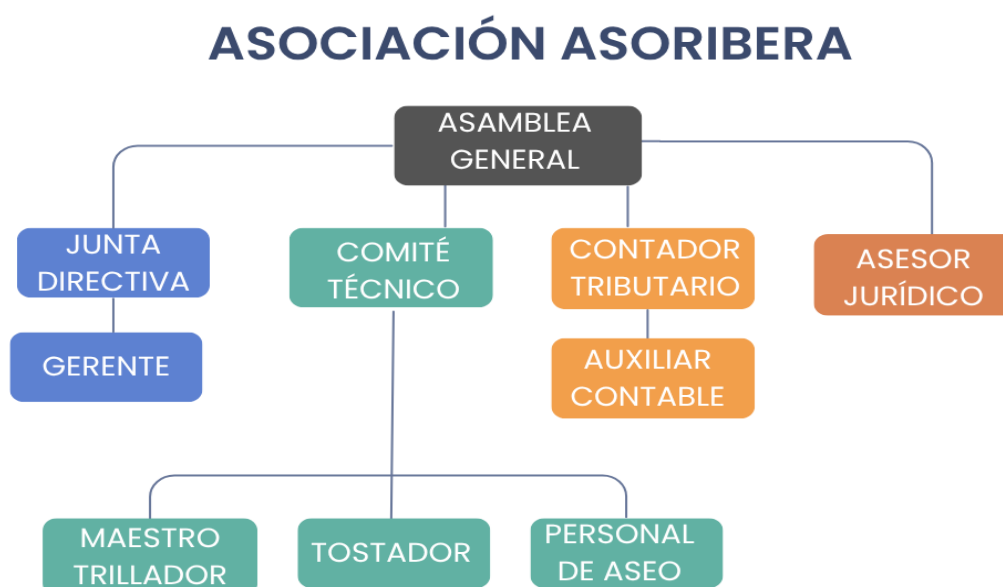 ASOCIACIÓN ASORIBERA
ASAMBLEA
GENERAL
JUNTA
DIRECTIVA
COMITÉ
TÉCNICO
CONTADOR
TRIBUTARIO
ASESOR
JURÍDICO
GERENTE
AUXILIAR
CONTABLE
MAESTRO
TRILLADOR
TOSTADOR
PERSONAL
DE ASEO